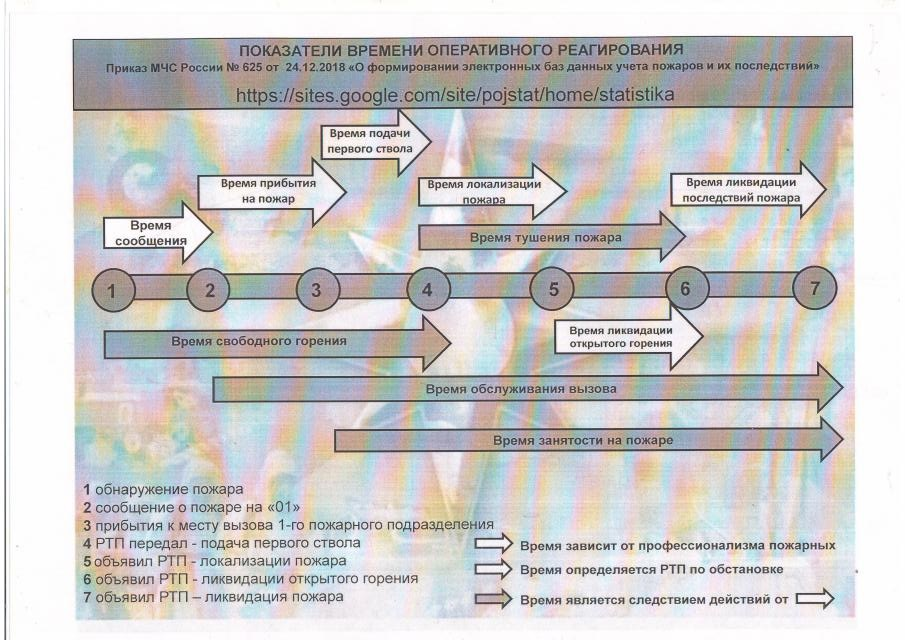 ПОКАЗАТЕЛИ ВРЕМЕНИ ОПЕРАТИВНОГО РЕАГИРОВАНИЯ
Приказ МЧС России № 625 от 24.12.2018 «О формировании электронных баз данных учета пожаров и их последствий»
https://sites.google.com/site/pojstat/home/statistika
Время подачи
первого ствола
Время прибытия
на пожар
Время локализации
пожара
Время ликвидации
последствий пожара
Время
сообщения
Время тушения пожара
1 2 3 4 5 6 7
Время свободного горения
Время ликвидации
открытого горения
Время обслуживания вызова
Время занятости на пожаре
1 обнаружение пожара
2 сообщение о пожаре на «01»
3 прибытия к месту вызова 1-го пожарного подразделения
4 РТП передал - подача первого ствола
5 объявил РТП - локализации пожара
6 объявил РТП - ликвидации открытого горения
7 объявил РТП – ликвидация пожара
Время зависит от профессионализма пожарных
Время определяется РТП по обстановке
Время является следствием действий от